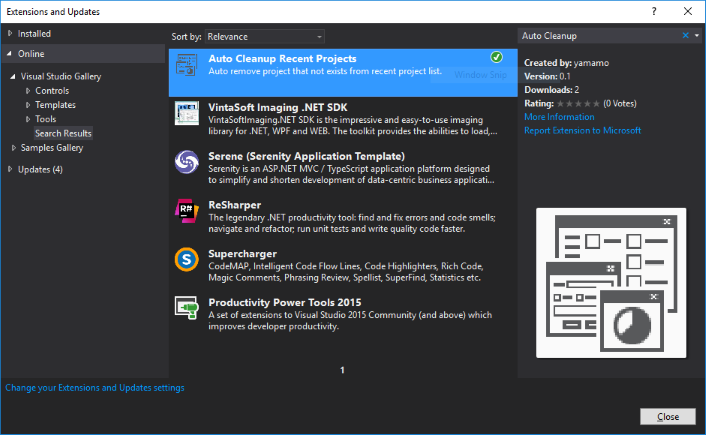 Extensions and Updates
? ×
Installed
Online
Visual Studio Gallery
Controls
Templates
Tools
Search Results
Samples Gallery
Updates (4)
Change your Extensions and Updates settings
Sort by: Relevance
Auto Cleanup Recent Projects
Auto remove project that not exists from recent project list.
Window Snip
VintaSoft Imaging .NET SDK
VintaSoftImaging.NET SDK is the impressive and easy-to-use imaging
library for .NET, WPF and WEB. The toolkit provides the abilities to load,...
Serene (Serenity Application Template)
Serenity is an ASP.NET MVC / TypeScript application platform designed
to simplify and shorten development of data-centric business applicati...
R#
ReSharper
The legendary .NET productivity tool: find and fix errors and code smells;
navigate and refactor; run unit tests and write quality code faster.
S
Supercharger
CodeMAP, Intelligent Code Flow Lines, Code Highlighters, Rich Code,
Magic Comments, Phrasing Review, Spellist, SuperFind, Statistics etc.
Productivity Power Tools 2015
A set of extensions to Visual Studio 2015 Community (and above) which
improves developer productivity.
1
Auto Cleanup
Created by: yamamo
Version: 0.1
Downloads: 2
Rating: ★★★★★ (0 Votes)
More Information
Report Extension to Microsoft
Close